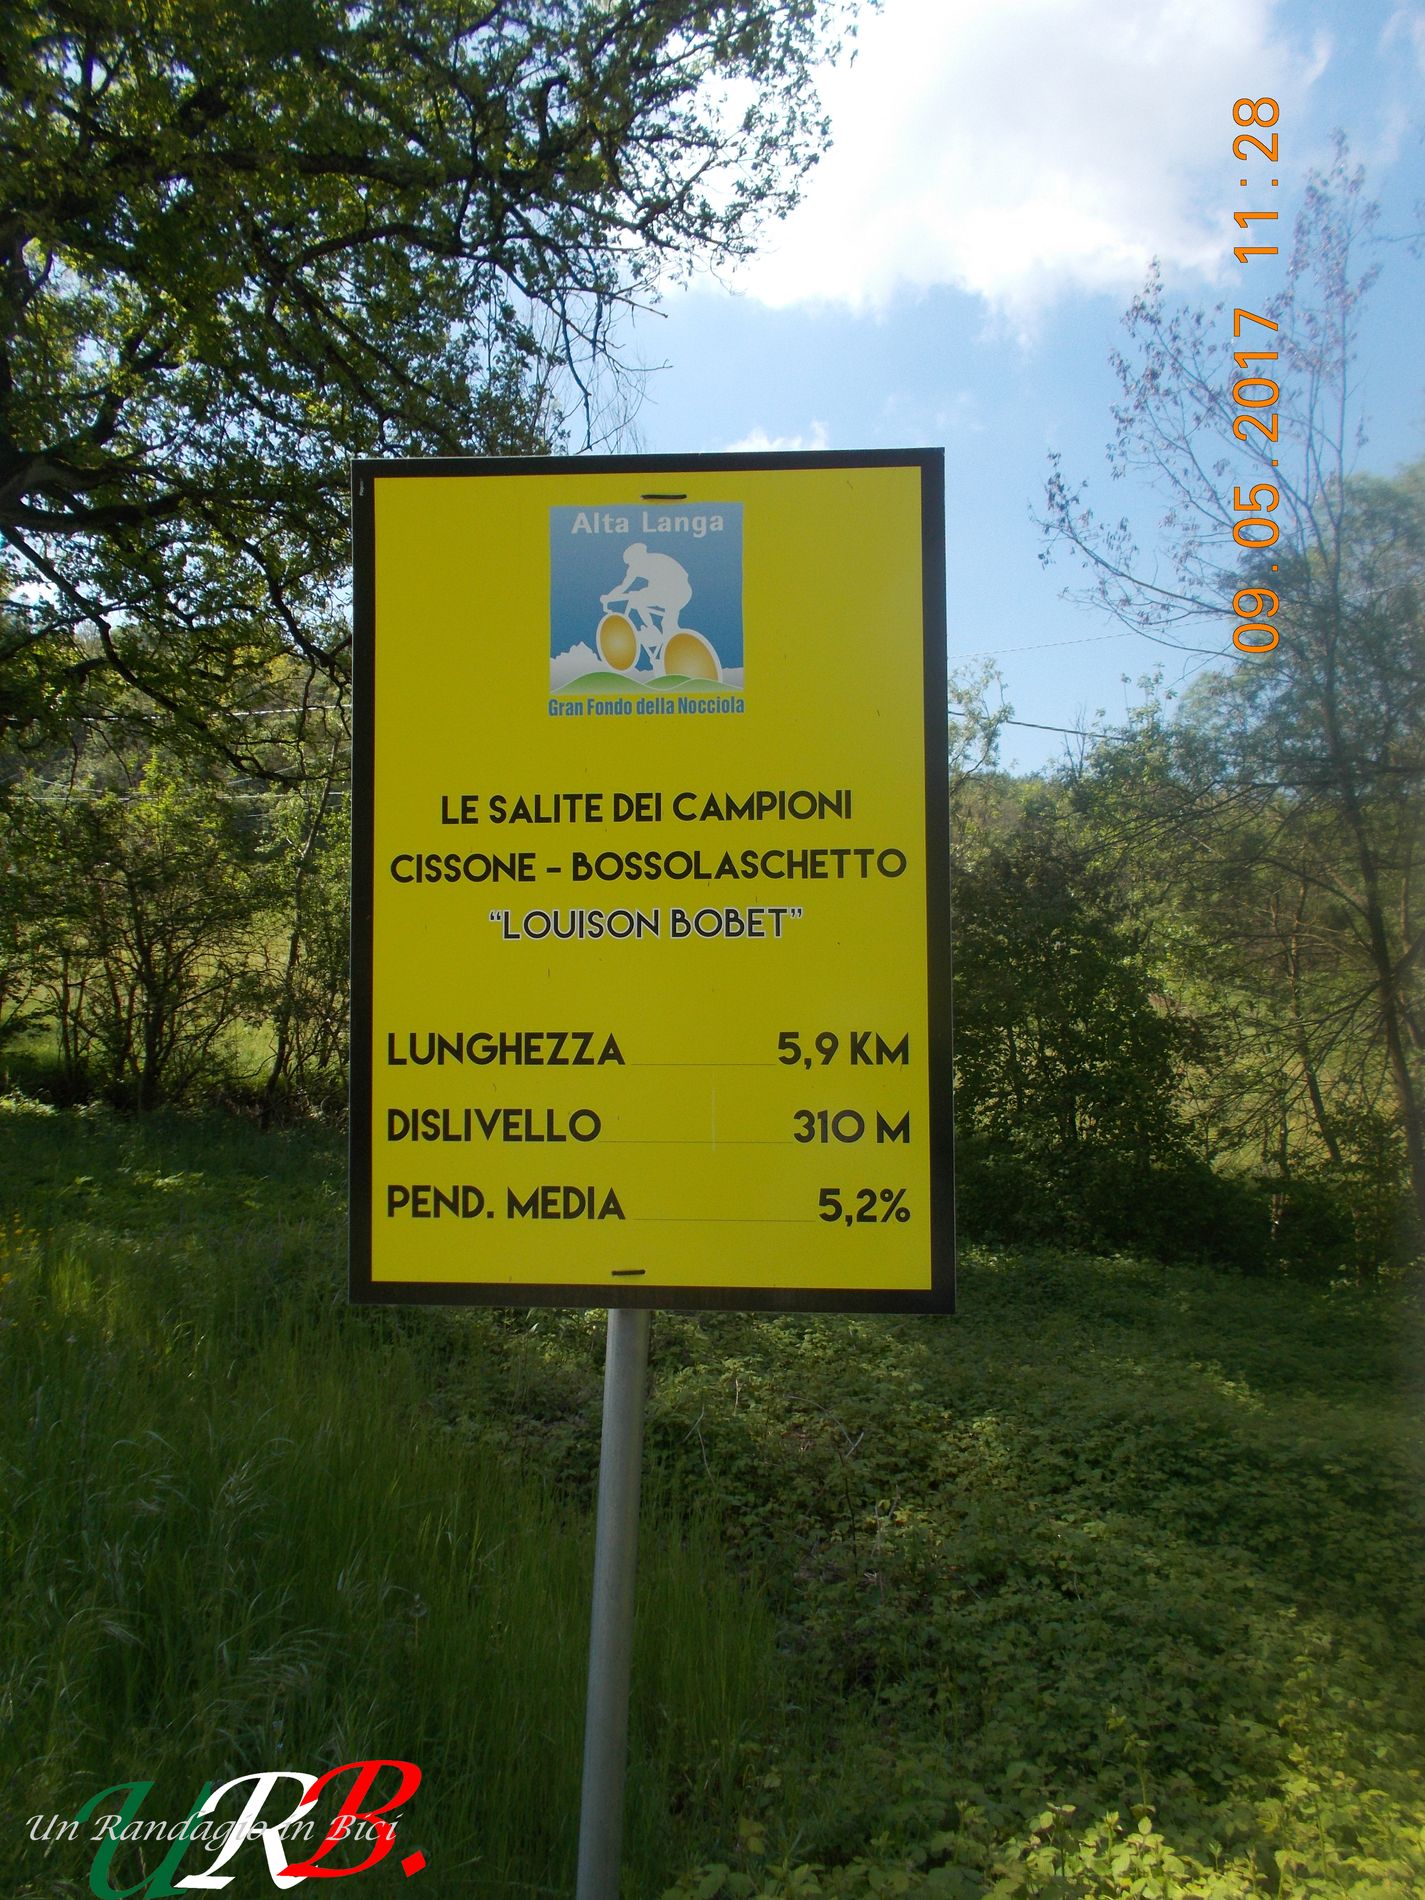 09.05.2017 11:28
Alta Langa
Gran Fondo della Nocciola
LE SALITE DEI CAMPIONI
CISSONE - BOSSOLASCHETTO
“LOUISON BOBET”
LUNGHEZZA 5,9 KM
DISLIVELLO 310 M
PEND. MEDIA 5,2%
URB.
Un Randagio in Bici